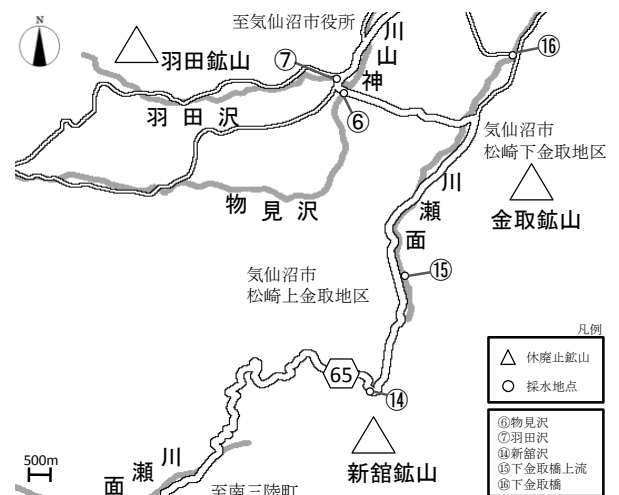 N
至気仙沼市役所
羽田鉱山
⑦
神山川
⑯
羽田沢
⑥
気仙沼市
松崎下金取地区
物見沢
面瀬川
金取鉱山
気仙沼市
松崎上金取地区
⑮
凡例
休廃止鉱山
採水地点
65
⑭
⑥物見沢
⑦羽田沢
⑭新舘沢
⑮下金取橋上流
⑯下金取橋
500m
面瀬川
新舘鉱山
至南三陸町